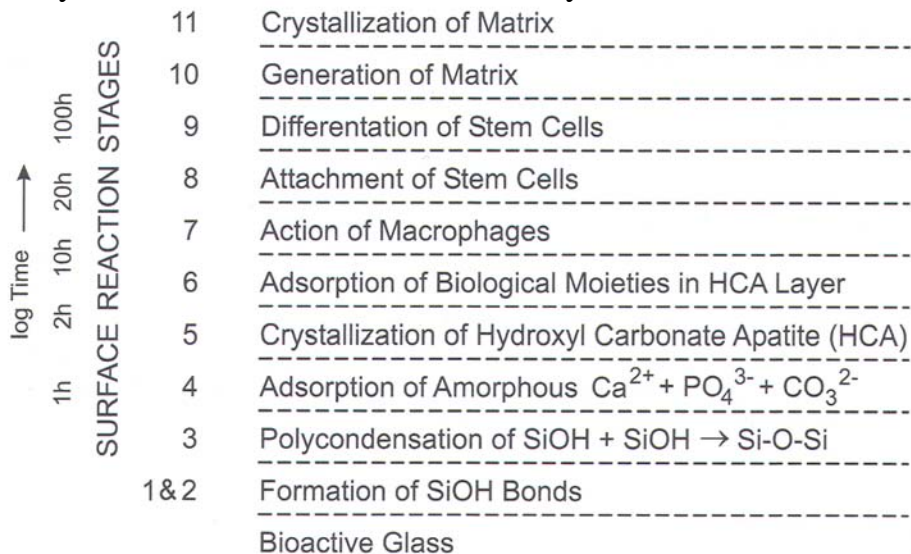 11 Crystallization of Matrix
10 Generation of Matrix
9 Differentation of Stem Cells
8 Attachment of Stem Cells
7 Action of Macrophages
6 Adsorption of Biological Moieties in HCA Layer
5 Crystallization of Hydroxyl Carbonate Apatite (HCA)
4 Adsorption of Amorphous Ca²⁺ + PO₄³⁻ + CO₃²⁻
3 Polycondensation of SiOH + SiOH → Si-O-Si
1 & 2 Formation of SiOH Bonds
Bioactive Glass
SURFACE REACTION STAGES
log Time →
1h 2h 10h 20h 100h